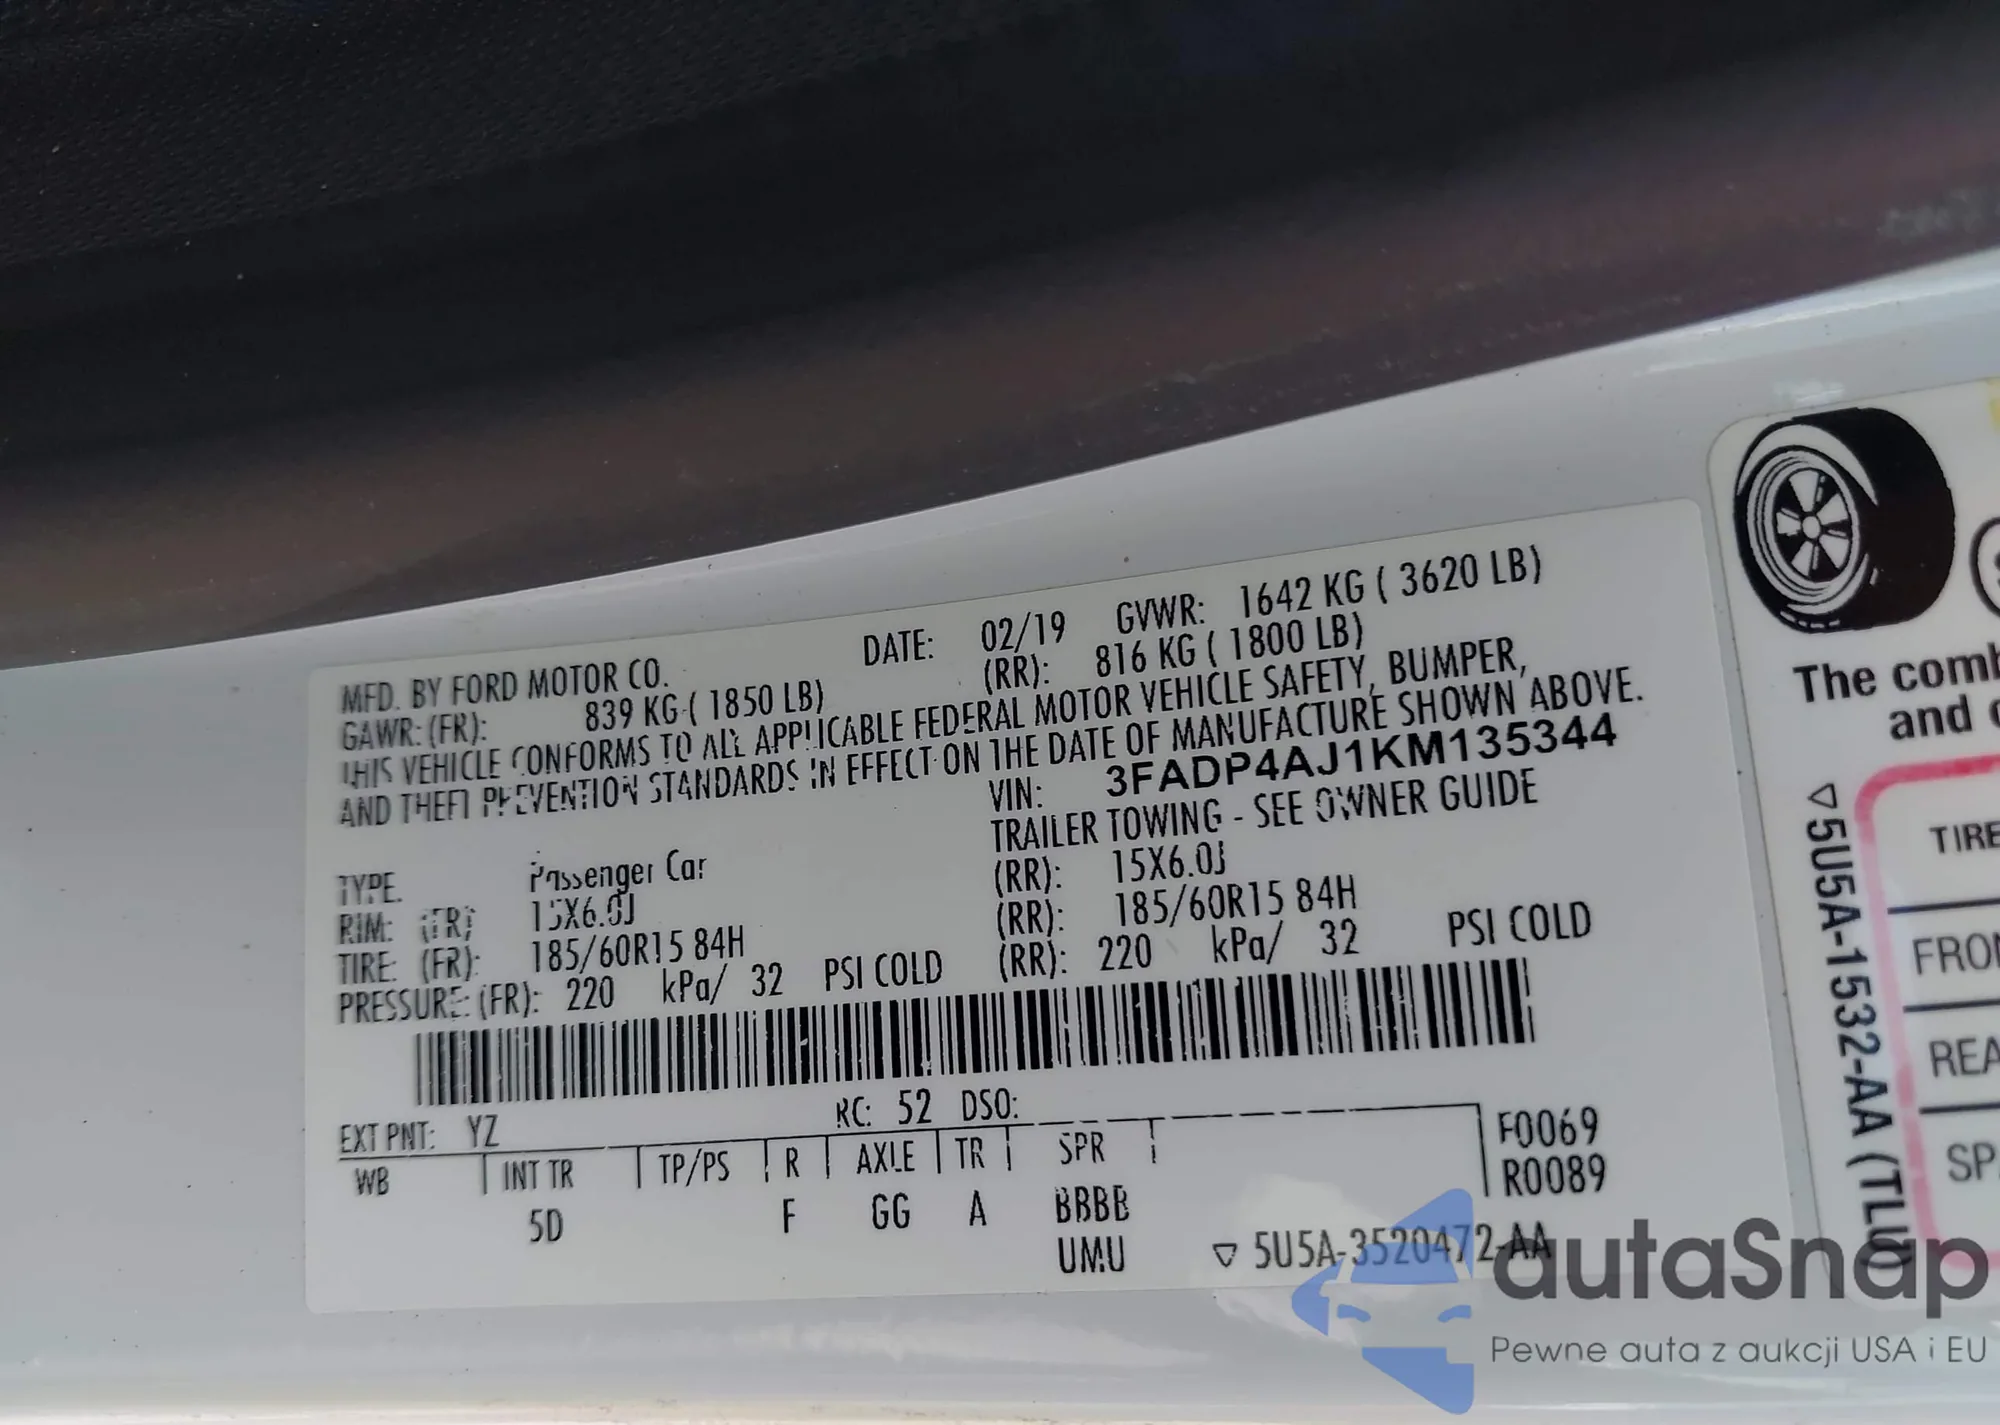 MFD. BY FORD MOTOR CO. DATE: 02/19 GVWR: 1642 KG ( 3620 LB)
GAWR: (FR): 839 KG ( 1850 LB) (RR): 816 KG ( 1800 LB)
THIS VEHICLE CONFORMS TO ALL APPLICABLE FEDERAL MOTOR VEHICLE SAFETY, BUMPER,
AND THEFT PREVENTION STANDARDS IN EFFECT ON THE DATE OF MANUFACTURE SHOWN ABOVE.
VIN: 3FADP4AJ1KM135344
TRAILER TOWING - SEE OWNER GUIDE
TYPE: Passenger Car
RIM: (FR) 15X6.0J (RR): 15X6.0J
TIRE: (FR): 185/60R15 84H (RR): 185/60R15 84H
PRESSURE: (FR): 220 kPa/ 32 PSI COLD (RR): 220 kPa/ 32 PSI COLD
EXT PNT: YZ RC: 52 DSO:
WB INT TR TP/PS R AXLE TR SPR F0069
R0089
5D F GG A BBBB
UMU ▽ 5U5A-3520472-AA
The comb
and
▽5U5A-1532-AA (TLU)
TIRE
FRON
REA
SPA
autaSnap
Pewne auta z aukcji USA i EU